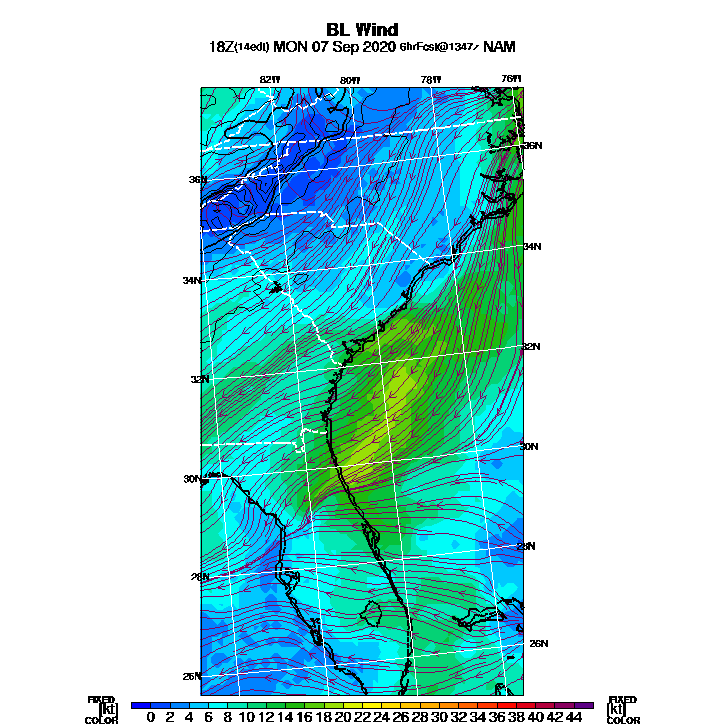 BL Wind
18Z(14edt) MON 07 Sep 2020 6hrFcst@1347z NAM
82W 80W 78W 76W
36N
36N
34N
34N
32N
32N
30N
30N
28N
28N
26N
26N
FIXED FIXED
[kt] [kt]
COLOR COLOR
0 2 4 6 8 10 12 14 16 18 20 22 24 26 28 30 32 34 36 38 40 42 44